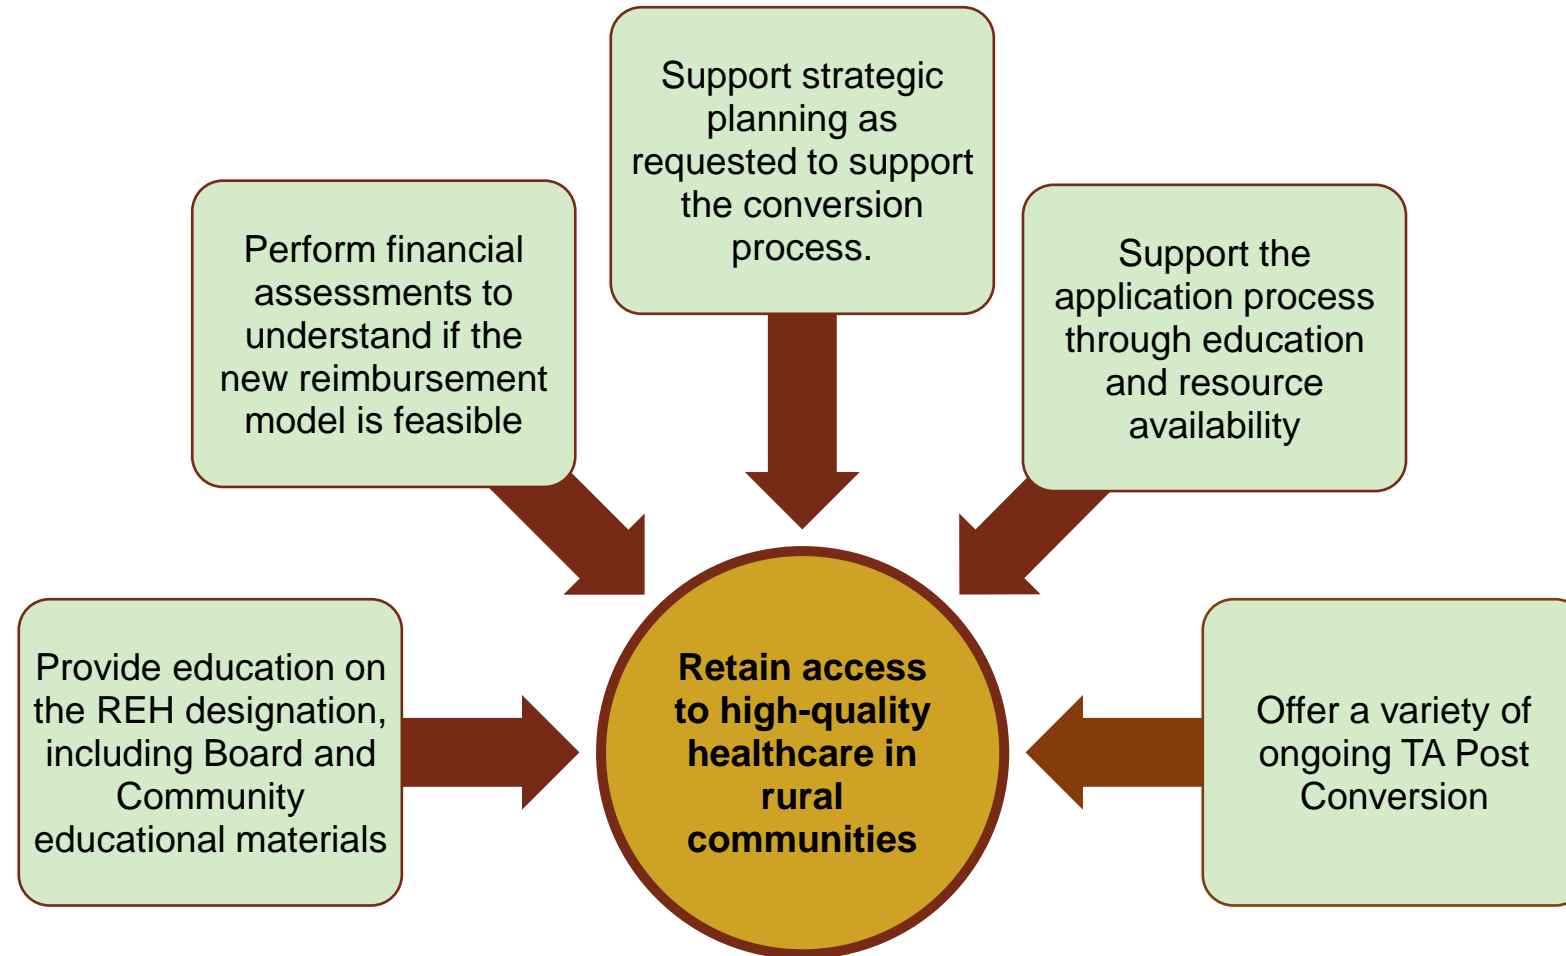 Support strategic
planning as
requested to support
the conversion
process.
Perform financial
assessments to
understand if the
new reimbursement
model is feasible
Support the
application process
through education
and resource
availability
Provide education on
the REH designation,
including Board and
Community
educational materials
Retain access
to high-quality
healthcare in
rural
communities
Offer a variety of
ongoing TA Post
Conversion